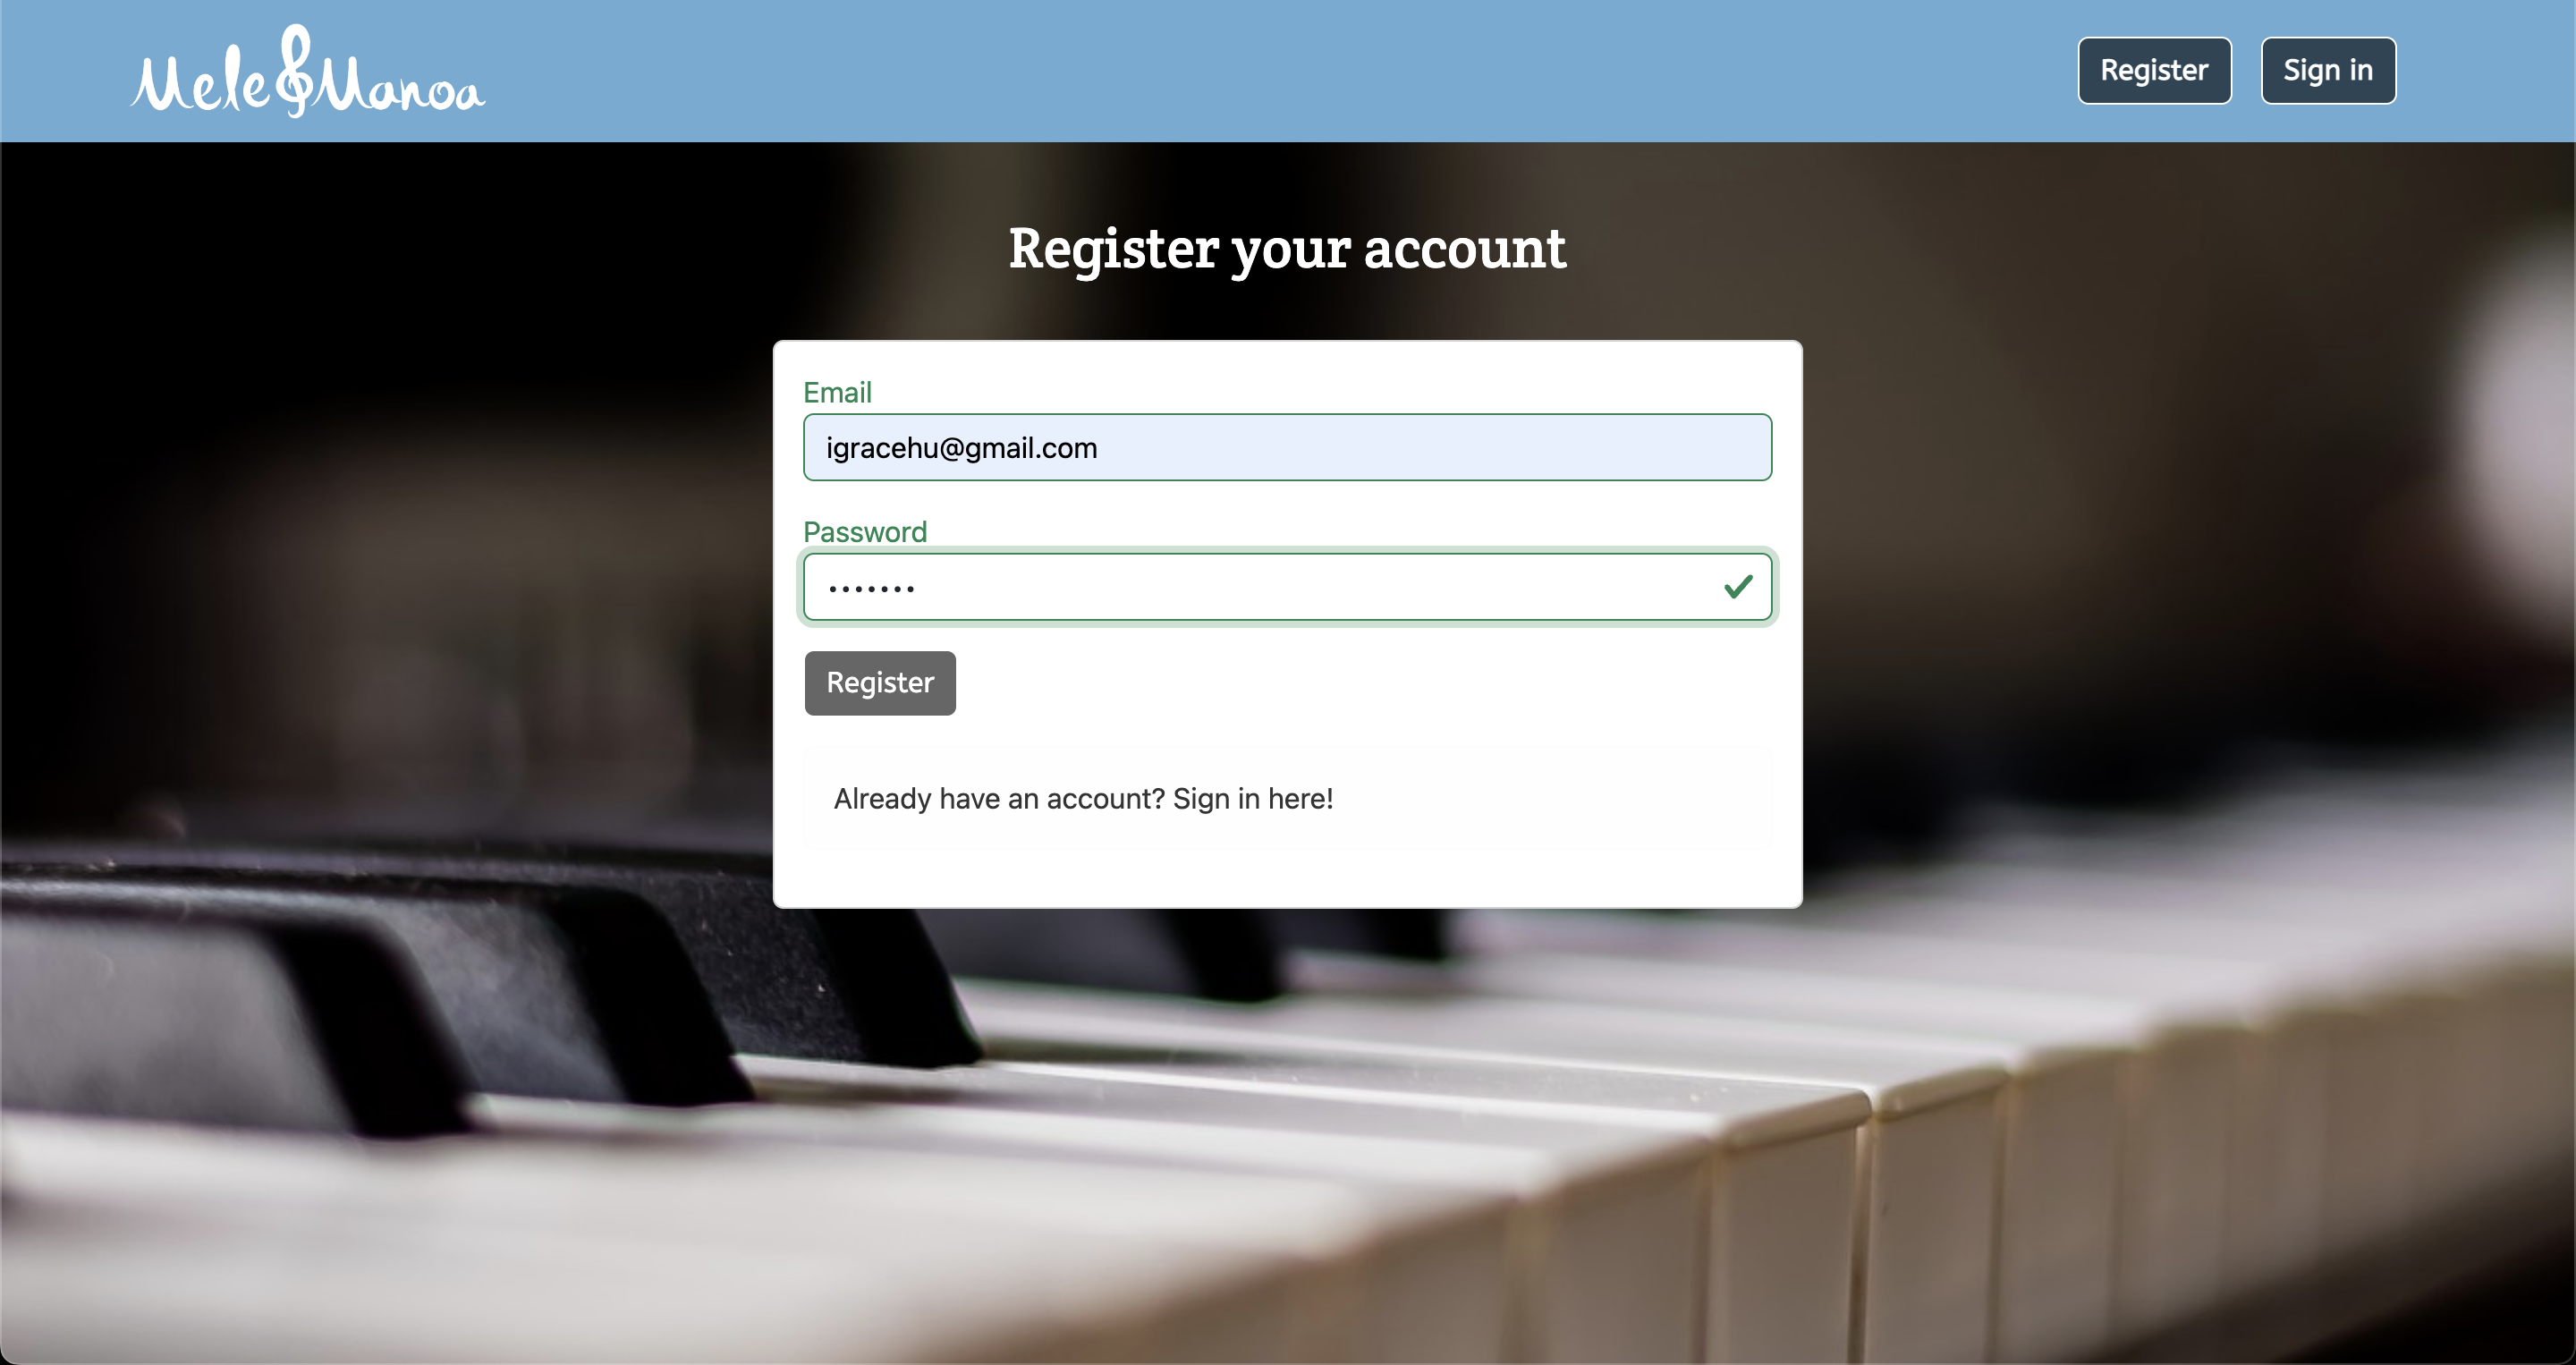 Mele Manoa
Register
Sign in
Register your account
Email
igracehu@gmail.com
Password
•••••••
Register
Already have an account? Sign in here!